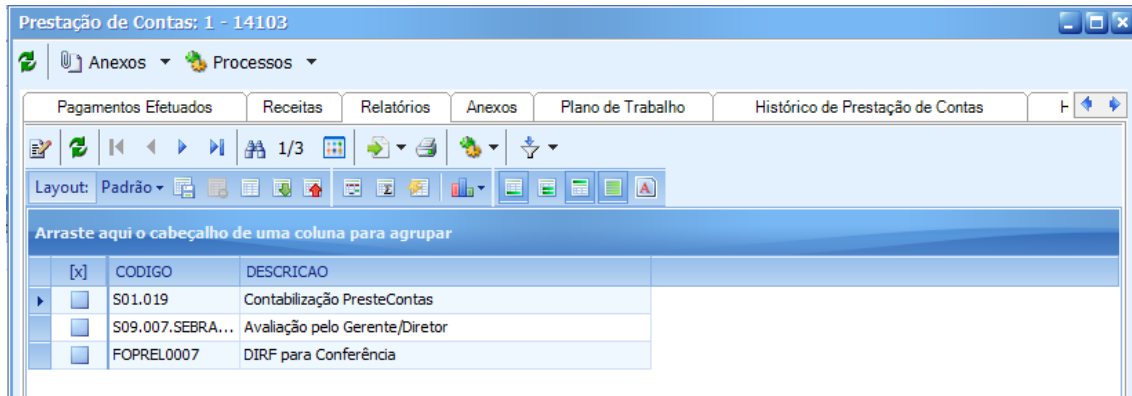 Prestação de Contas: 1 - 14103
Anexos Processos
Pagamentos Efetuados Receitas Relatórios Anexos Plano de Trabalho Histórico de Prestação de Contas H
1/3
Layout: Padrão
Arraste aqui o cabeçalho de uma coluna para agrupar
[x] CODIGO DESCRICAO
S01.019 Contabilização PresteContas
S09.007.SEBRA... Avaliação pelo Gerente/Diretor
FOPREL0007 DIRF para Conferência